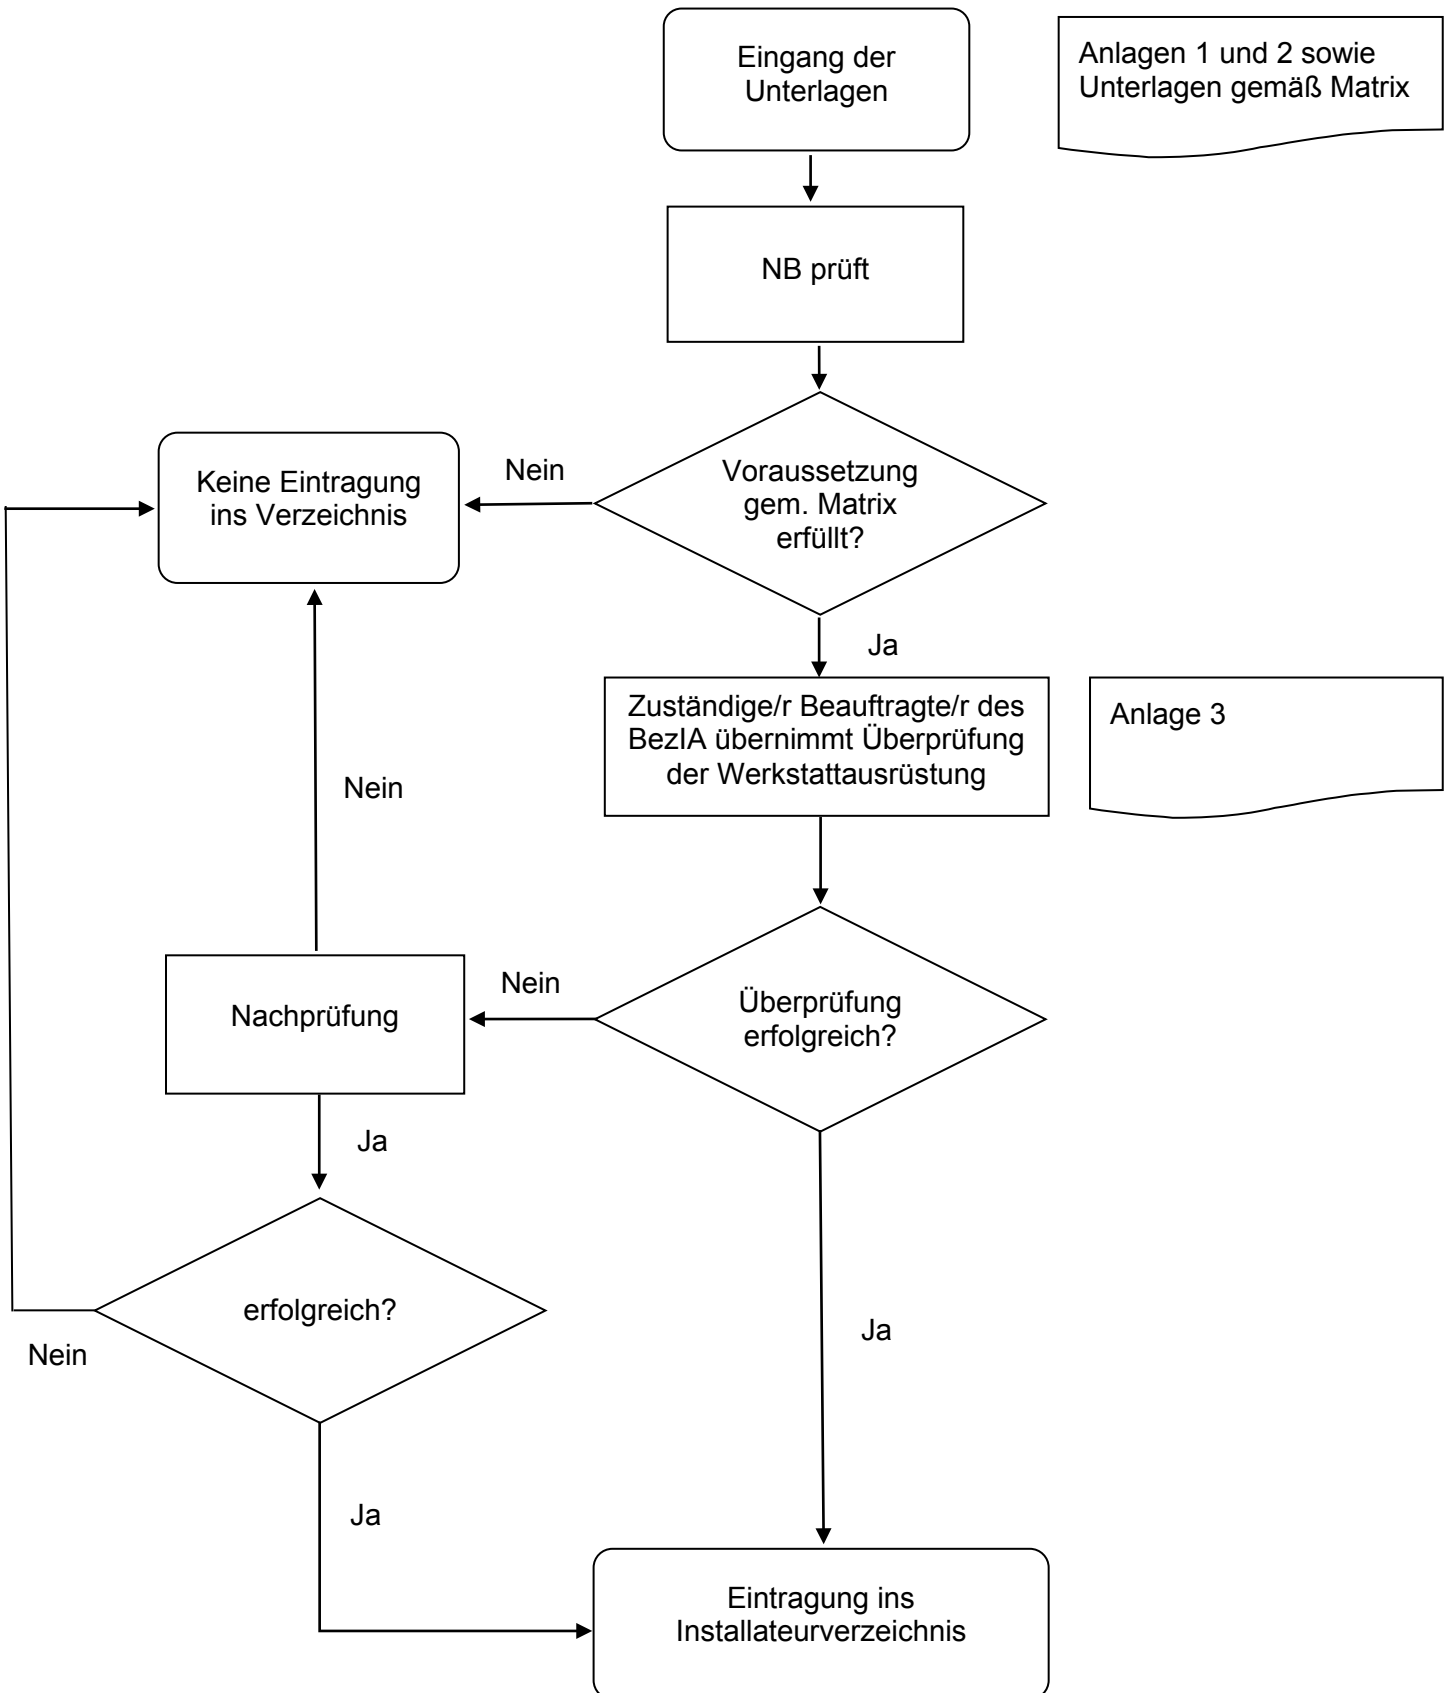 Eingang der
Unterlagen
Anlagen 1 und 2 sowie
Unterlagen gemäß Matrix
NB prüft
Voraussetzung
gem. Matrix
erfüllt?
Nein
Keine Eintragung
ins Verzeichnis
Ja
Zuständige/r Beauftragte/r des
BezIA übernimmt Überprüfung
der Werkstattausrüstung
Anlage 3
Nein
Überprüfung
erfolgreich?
Nein
Nachprüfung
Ja
erfolgreich?
Nein
Ja
Ja
Eintragung ins
Installateurverzeichnis